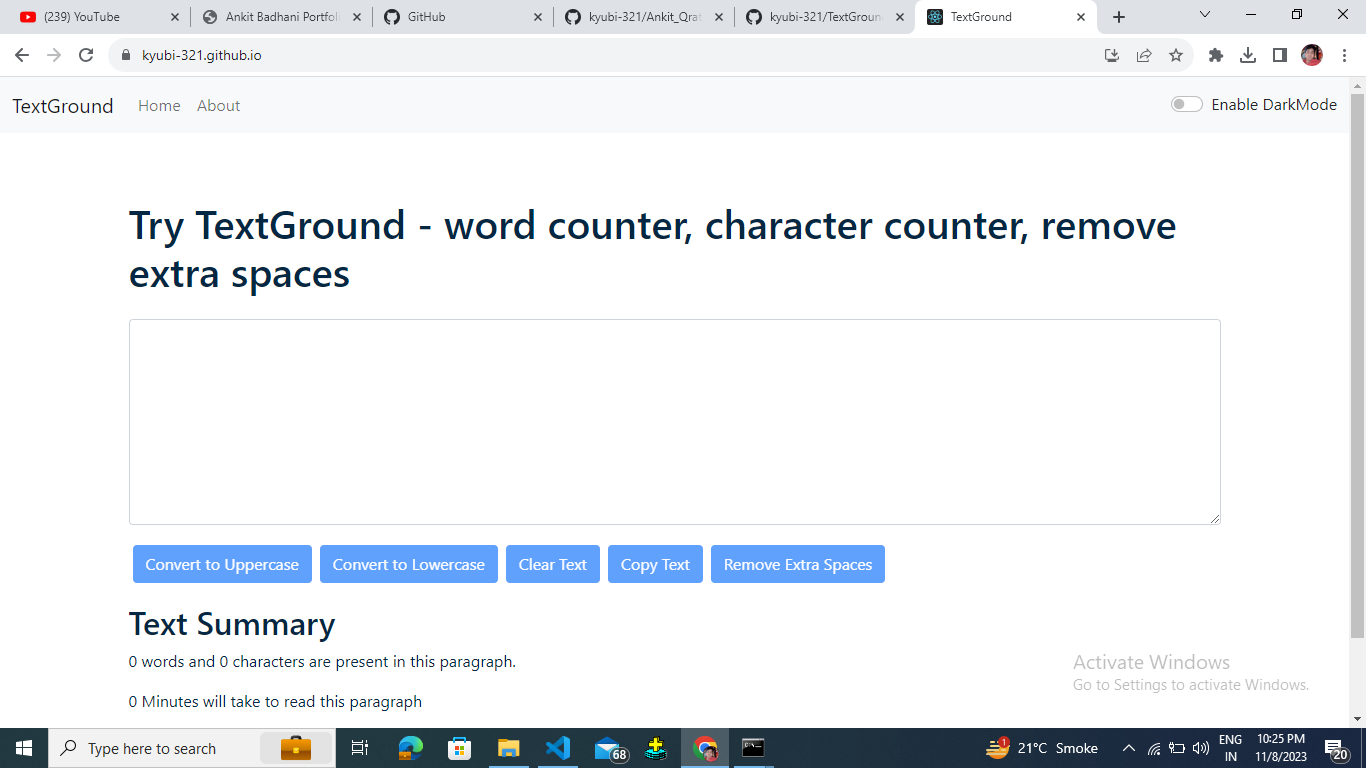 (239) YouTube
Ankit Badhani Portfoli
GitHub
kyubi-321/Ankit_Qrat
kyubi-321/TextGroun
TextGround
kyubi-321.github.io
TextGround Home About Enable DarkMode
Try TextGround - word counter, character counter, remove
extra spaces
Convert to Uppercase Convert to Lowercase Clear Text Copy Text Remove Extra Spaces
Text Summary
0 words and 0 characters are present in this paragraph.
0 Minutes will take to read this paragraph
Activate Windows
Go to Settings to activate Windows.
Type here to search
68
1
21°C Smoke
ENG
IN
10:25 PM
11/8/2023
20